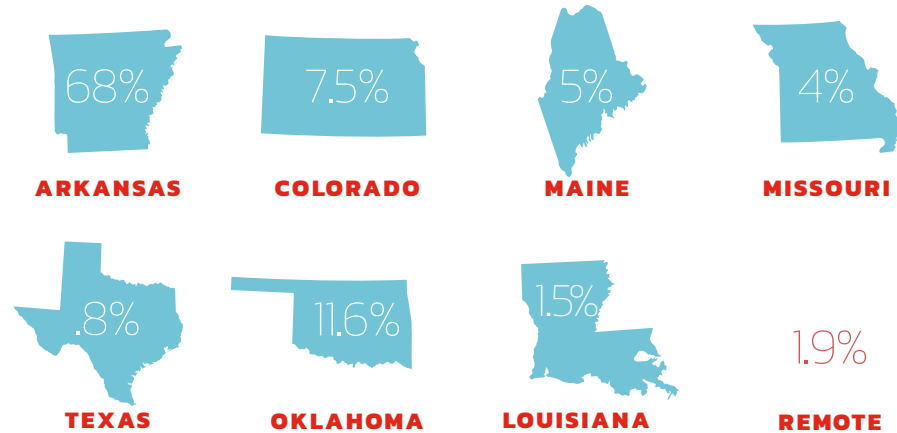 68%
7.5%
5%
4%
ARKANSAS
COLORADO
MAINE
MISSOURI
.8%
11.6%
1.5%
1.9%
TEXAS
OKLAHOMA
LOUISIANA
REMOTE